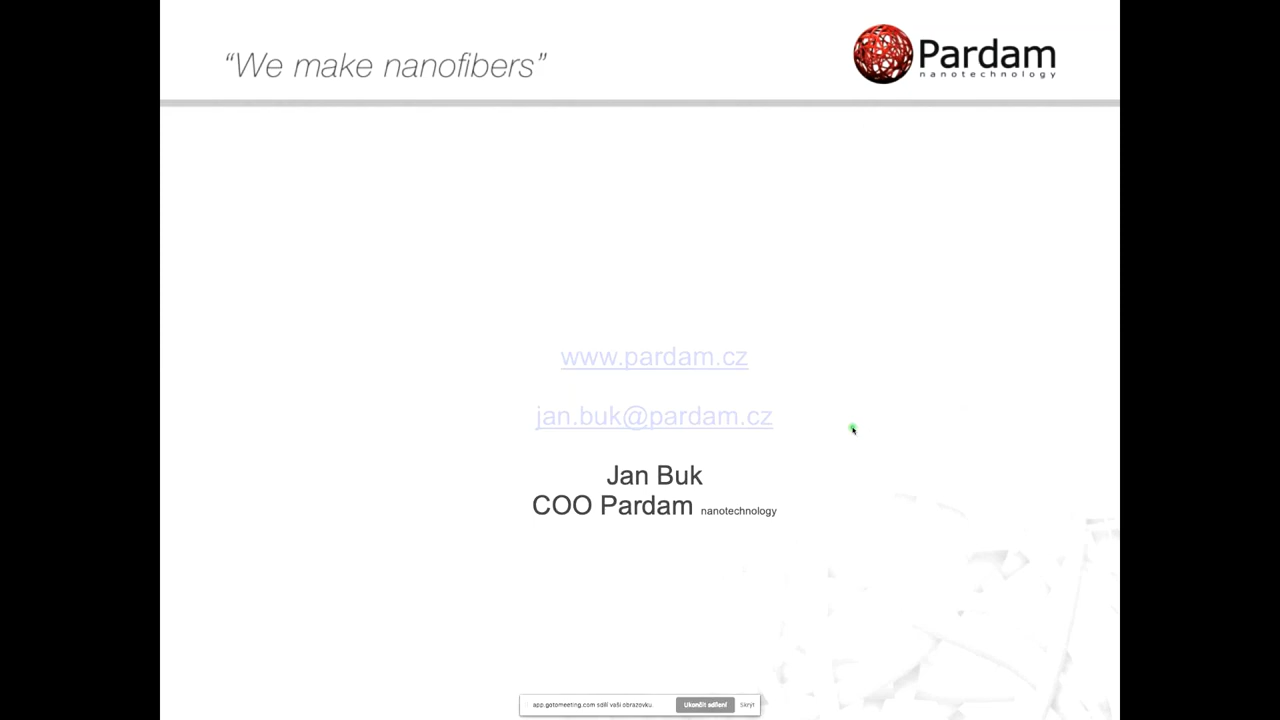 “We make nanofibers”
Pardam
nanotechnology
www.pardam.cz
jan.buk@pardam.cz
Jan Buk
COO Pardam nanotechnology
app.gotomeeting.com sdílí vaši obrazovku. Ukončit sdílení Skrýt